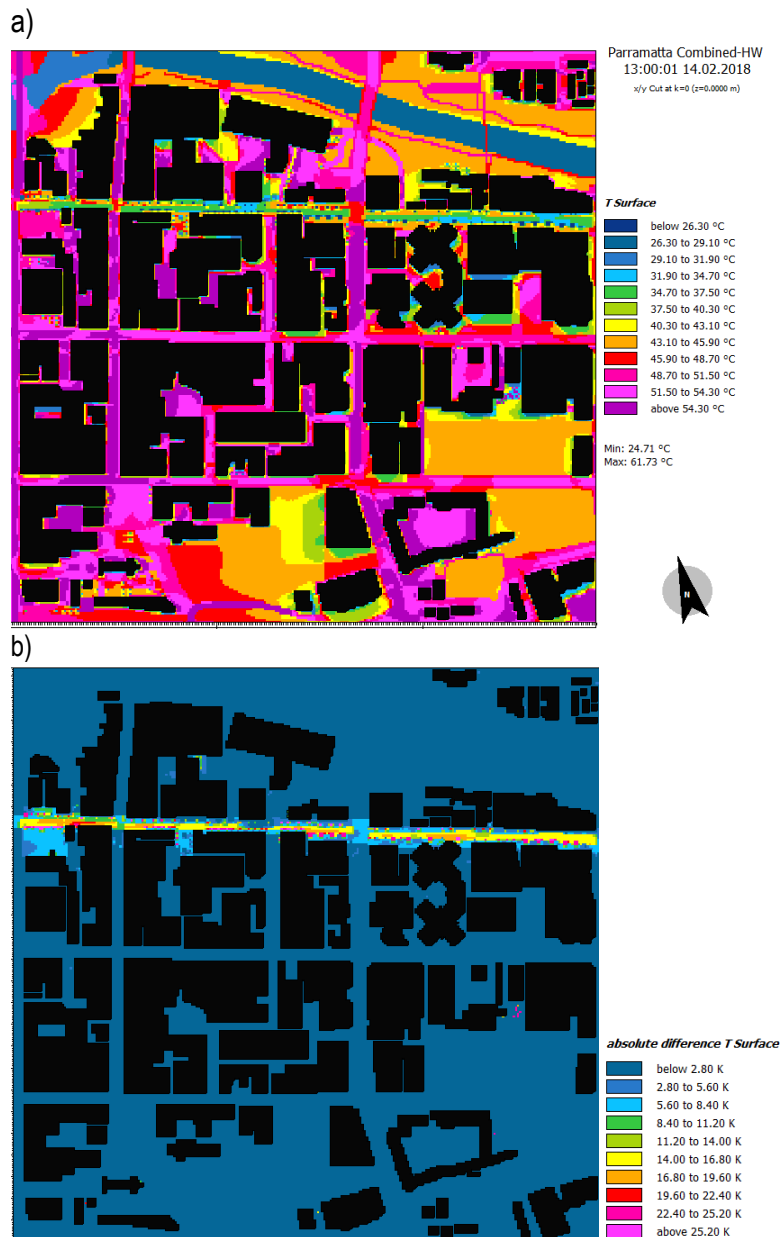 a)
Parramatta Combined-HW
13:00:01 14.02.2018
x/y Cut at k=0 (z=0.0000 m)
T Surface
below 26.30 °C
26.30 to 29.10 °C
29.10 to 31.90 °C
31.90 to 34.70 °C
34.70 to 37.50 °C
37.50 to 40.30 °C
40.30 to 43.10 °C
43.10 to 45.90 °C
45.90 to 48.70 °C
48.70 to 51.50 °C
51.50 to 54.30 °C
above 54.30 °C
Min: 24.71 °C
Max: 61.73 °C
N
b)
absolute difference T Surface
below 2.80 K
2.80 to 5.60 K
5.60 to 8.40 K
8.40 to 11.20 K
11.20 to 14.00 K
14.00 to 16.80 K
16.80 to 19.60 K
19.60 to 22.40 K
22.40 to 25.20 K
above 25.20 K